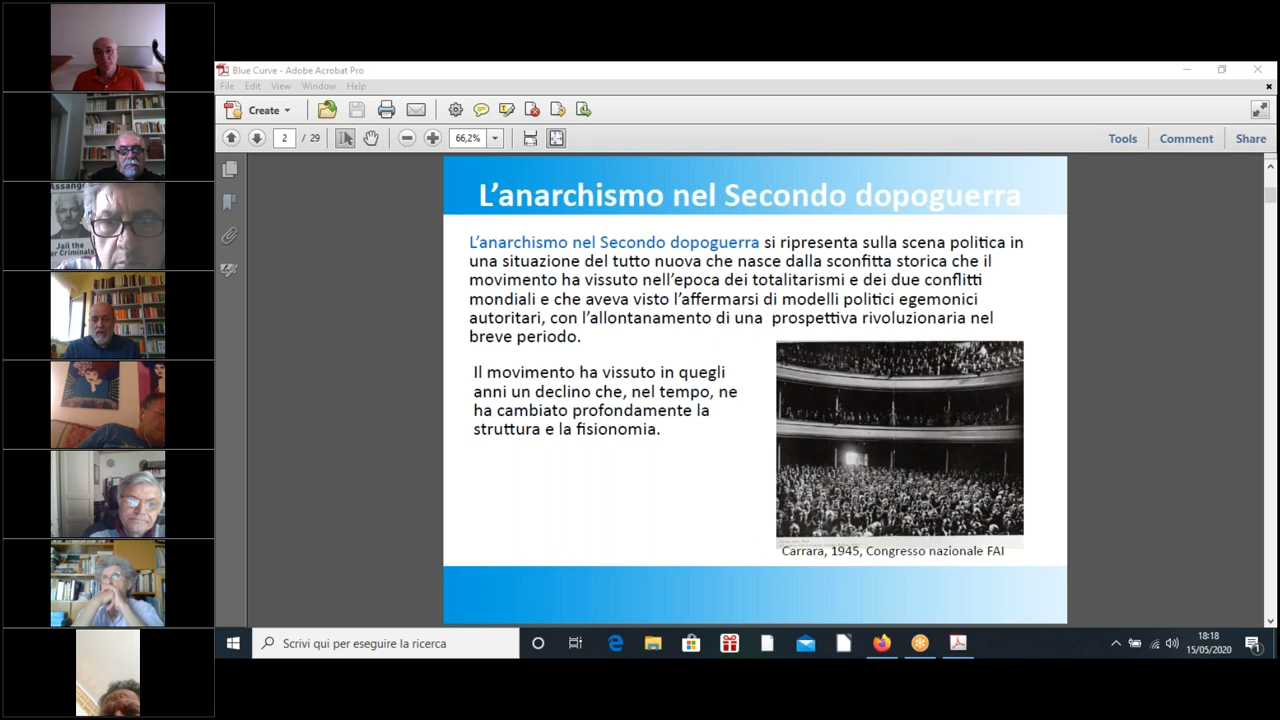 Assange
Jail the
r Criminals
Blue Curve - Adobe Acrobat Pro
File Edit View Window Help
Create
2 / 29
66,2%
Tools Comment Share
L'anarchismo nel Secondo dopoguerra
L'anarchismo nel Secondo dopoguerra si ripresenta sulla scena politica in
una situazione del tutto nuova che nasce dalla sconfitta storica che il
movimento ha vissuto nell'epoca dei totalitarismi e dei due conflitti
mondiali e che aveva visto l'affermarsi di modelli politici egemonici
autoritari, con l'allontanamento di una prospettiva rivoluzionaria nel
breve periodo.
Il movimento ha vissuto in quegli
anni un declino che, nel tempo, ne
ha cambiato profondamente la
struttura e la fisionomia.
Carrara, 1945, Congresso nazionale FAI
Scrivi qui per eseguire la ricerca
18:18
15/05/2020
1